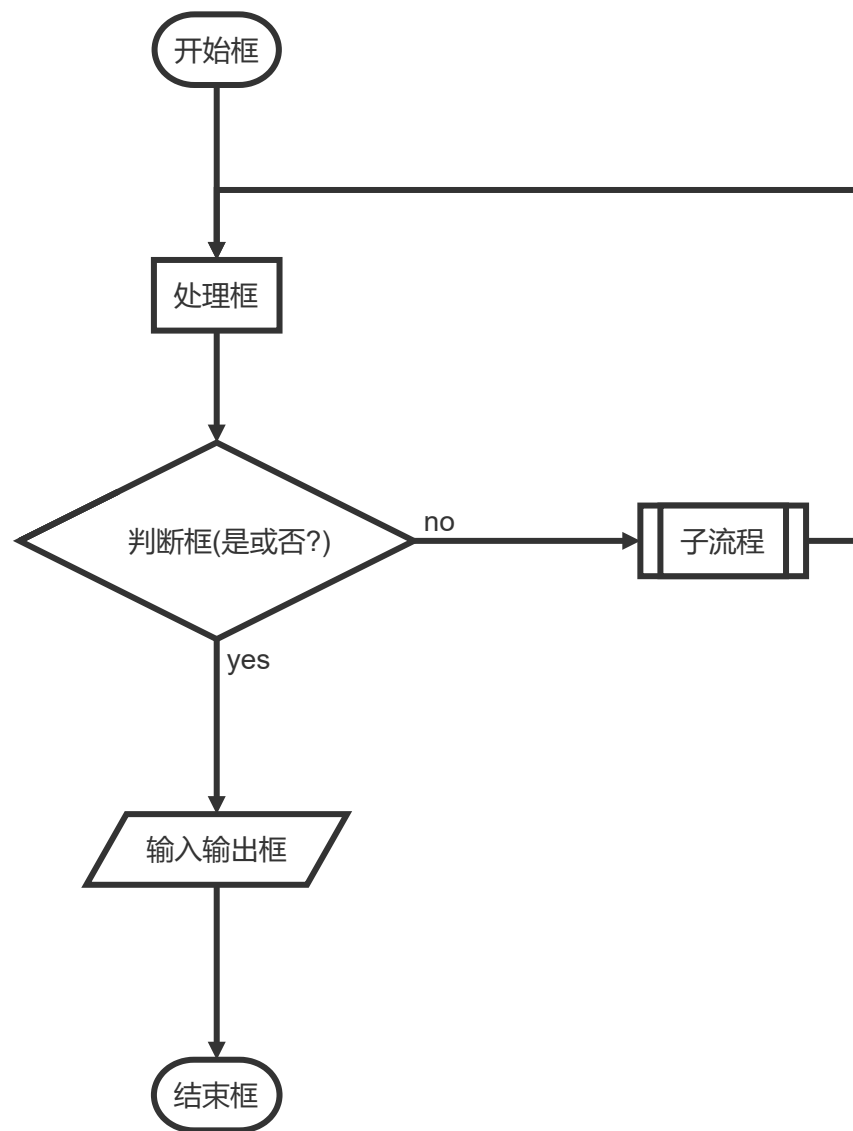 开始框
处理框
判断框(是或否?)
no
子流程
yes
输入输出框
结束框